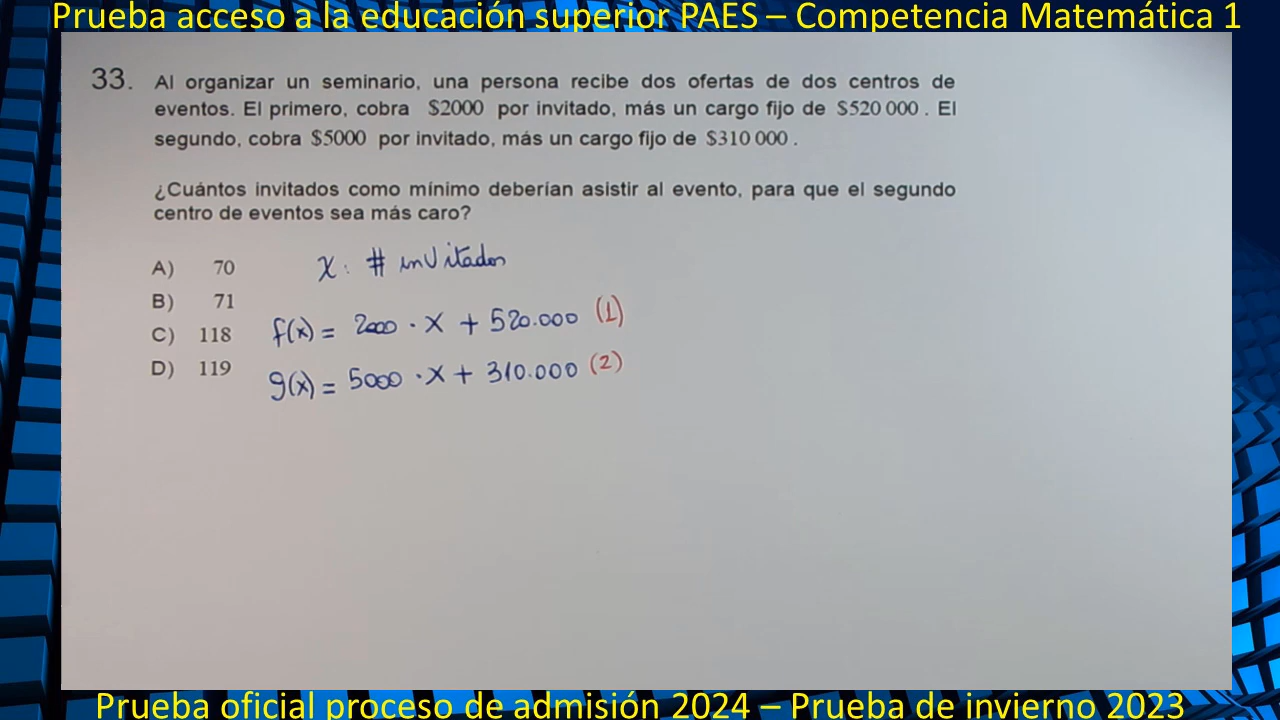 Prueba acceso a la educación superior PAES – Competencia Matemática 1
33. Al organizar un seminario, una persona recibe dos ofertas de dos centros de
eventos. El primero, cobra $2000 por invitado, más un cargo fijo de $520 000 . El
segundo, cobra $5000 por invitado, más un cargo fijo de $310 000 .
¿Cuántos invitados como mínimo deberían asistir al evento, para que el segundo
centro de eventos sea más caro?
A) 70
x : # invitados
B) 71
C) 118
f(x) = 2000 · x + 520.000 (1)
D) 119
g(x) = 5000 · x + 310.000 (2)
Prueba oficial proceso de admisión 2024 – Prueba de invierno 2023